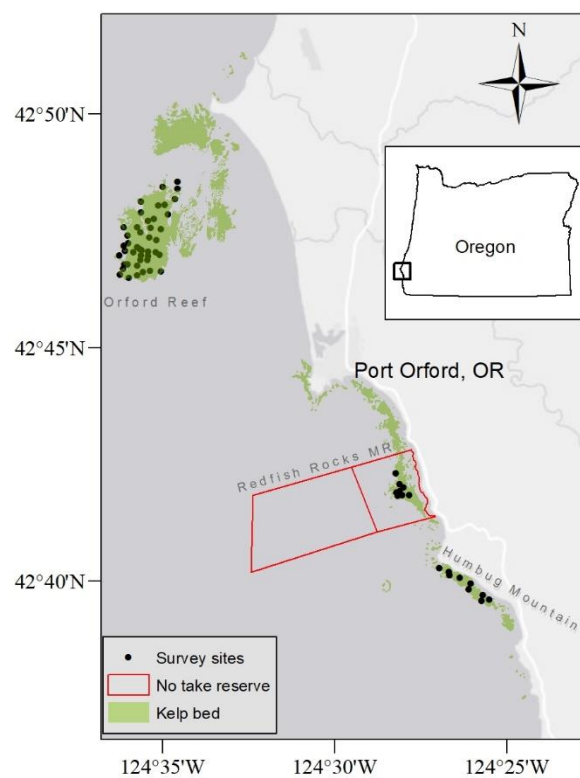 N
42°50'N
Oregon
Orford Reef
42°45'N
Port Orford, OR
Redfish Rocks MR
42°40'N
Humbug Mountain
Survey sites
No take reserve
Kelp bed
124°35'W
124°30'W
124°25'W